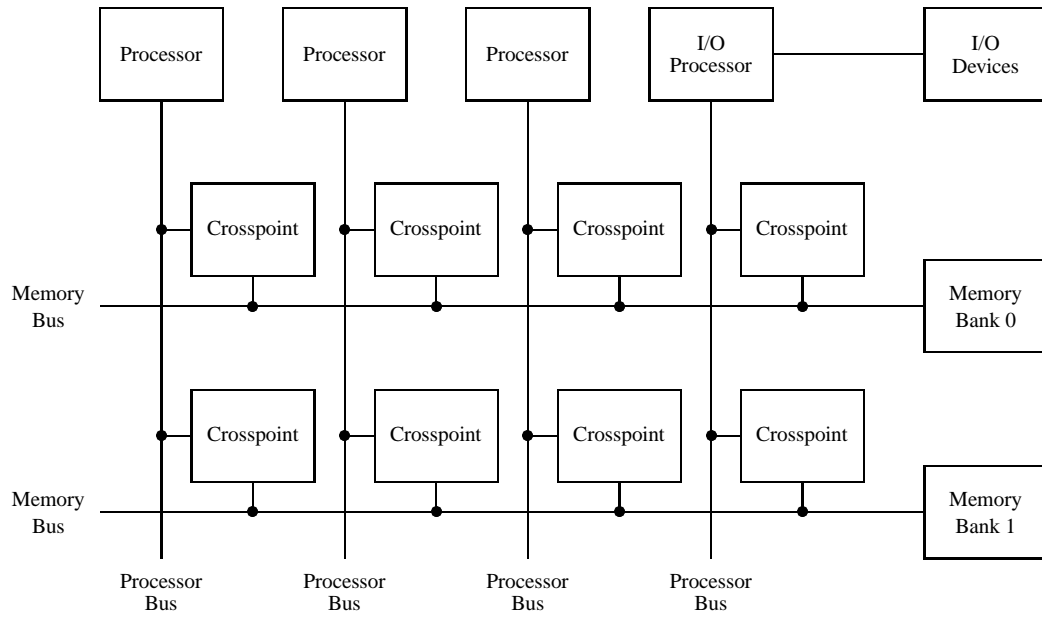 Processor
Processor
Processor
I/O
Processor
I/O
Devices
Crosspoint
Crosspoint
Crosspoint
Crosspoint
Memory
Bus
Memory
Bank 0
Crosspoint
Crosspoint
Crosspoint
Crosspoint
Memory
Bus
Memory
Bank 1
Processor
Bus
Processor
Bus
Processor
Bus
Processor
Bus